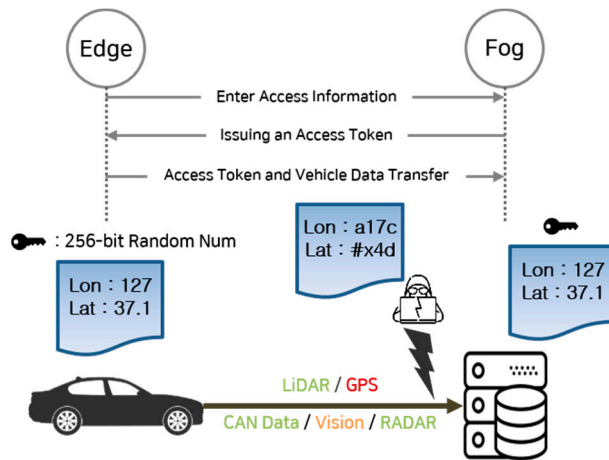 Edge
Fog
Enter Access Information
Issuing an Access Token
Access Token and Vehicle Data Transfer
: 256-bit Random Num
Lon : 127
Lat : 37.1
Lon : a17c
Lat : #x4d
Lon : 127
Lat : 37.1
LiDAR / GPS
CAN Data / Vision / RADAR